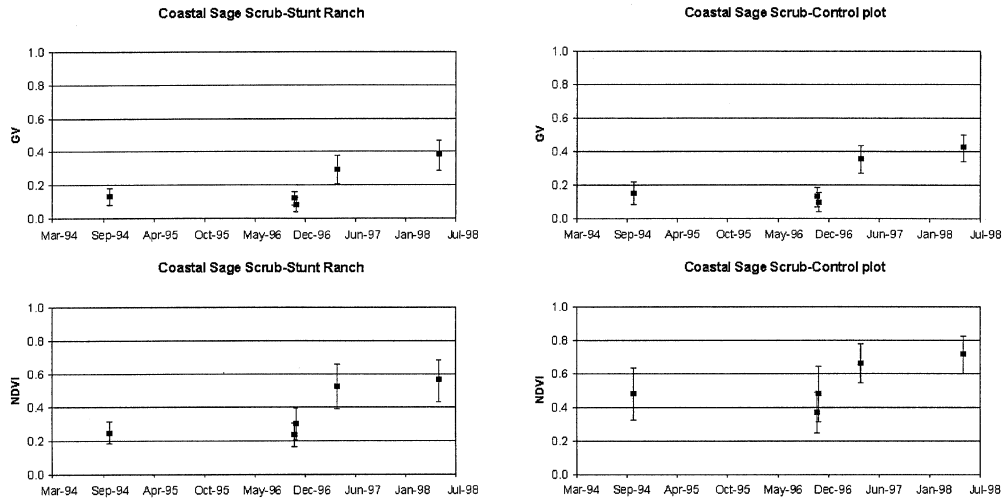 Coastal Sage Scrub-Stunt Ranch
1.0
0.8
0.6
0.4
0.2
0.0
GV
Mar-94 Sep-94 Apr-95 Oct-95 May-96 Dec-96 Jun-97 Jan-98 Jul-98
Coastal Sage Scrub-Control plot
1.0
0.8
0.6
0.4
0.2
0.0
GV
Mar-94 Sep-94 Apr-95 Oct-95 May-96 Dec-96 Jun-97 Jan-98 Jul-98
Coastal Sage Scrub-Stunt Ranch
1.0
0.8
0.6
0.4
0.2
0.0
NDVI
Mar-94 Sep-94 Apr-95 Oct-95 May-96 Dec-96 Jun-97 Jan-98 Jul-98
Coastal Sage Scrub-Control plot
1.0
0.8
0.6
0.4
0.2
0.0
NDVI
Mar-94 Sep-94 Apr-95 Oct-95 May-96 Dec-96 Jun-97 Jan-98 Jul-98